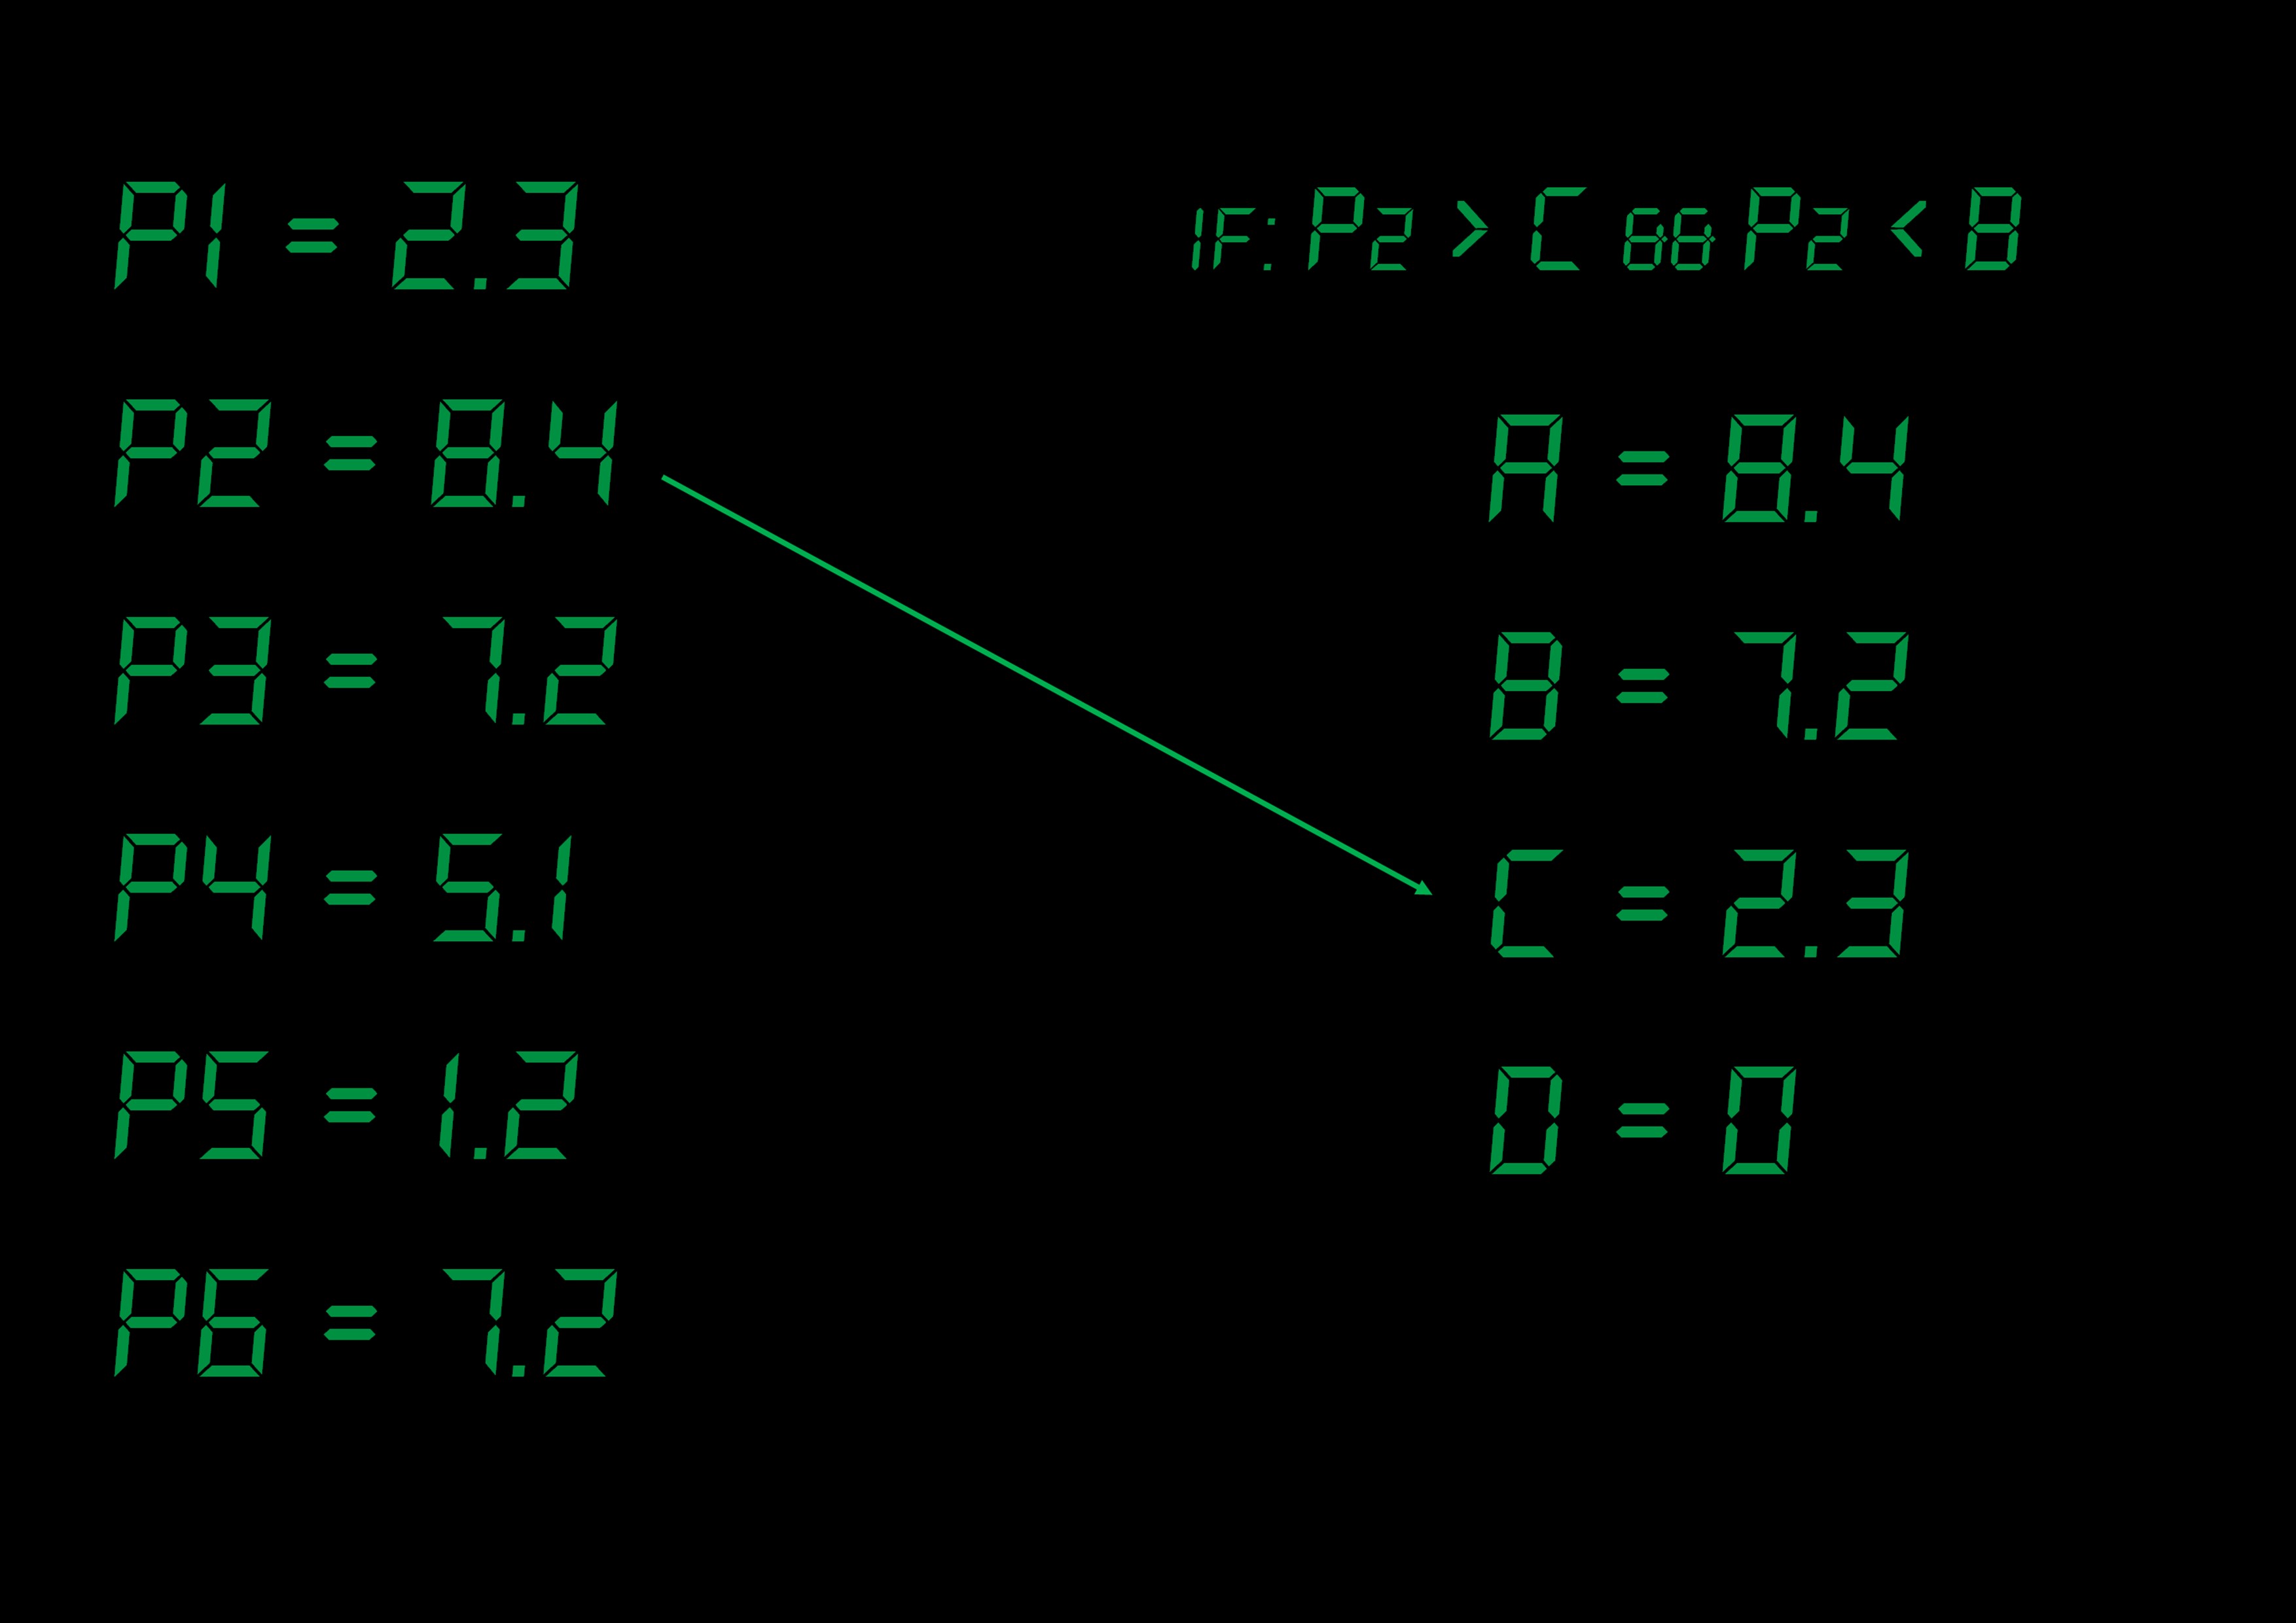 P1 = 2.3
P2 = 8.4
P3 = 7.2
P4 = 5.1
P5 = 1.2
P6 = 7.2
IF: P2 > C && P2 < B
A = 8.4
B = 7.2
C = 2.3
D = 0